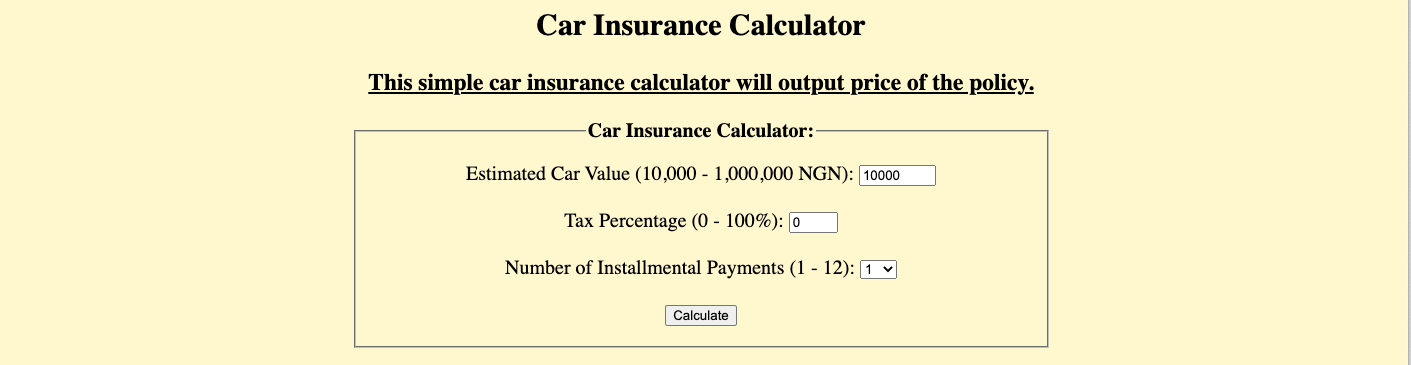 Car Insurance Calculator
This simple car insurance calculator will output price of the policy.
Car Insurance Calculator:
Estimated Car Value (10,000 - 1,000,000 NGN): 10000
Tax Percentage (0 - 100%): 0
Number of Installmental Payments (1 - 12): 1
Calculate